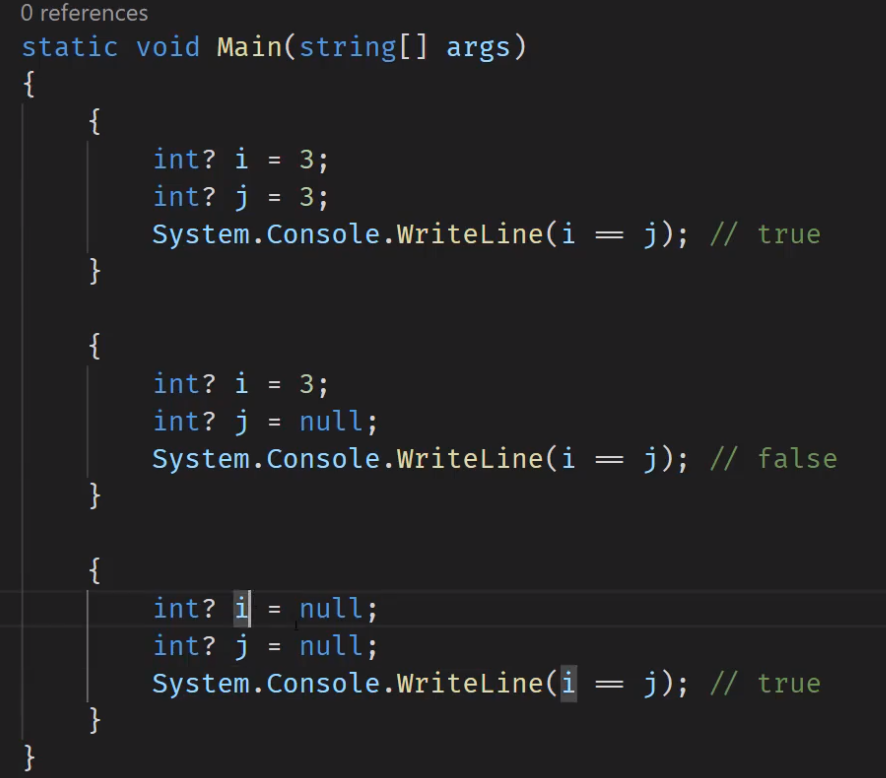 0 references
static void Main(string[] args)
{
{
int? i = 3;
int? j = 3;
System.Console.WriteLine(i == j); // true
}
{
int? i = 3;
int? j = null;
System.Console.WriteLine(i == j); // false
}
{
int? i = null;
int? j = null;
System.Console.WriteLine(i == j); // true
}
}